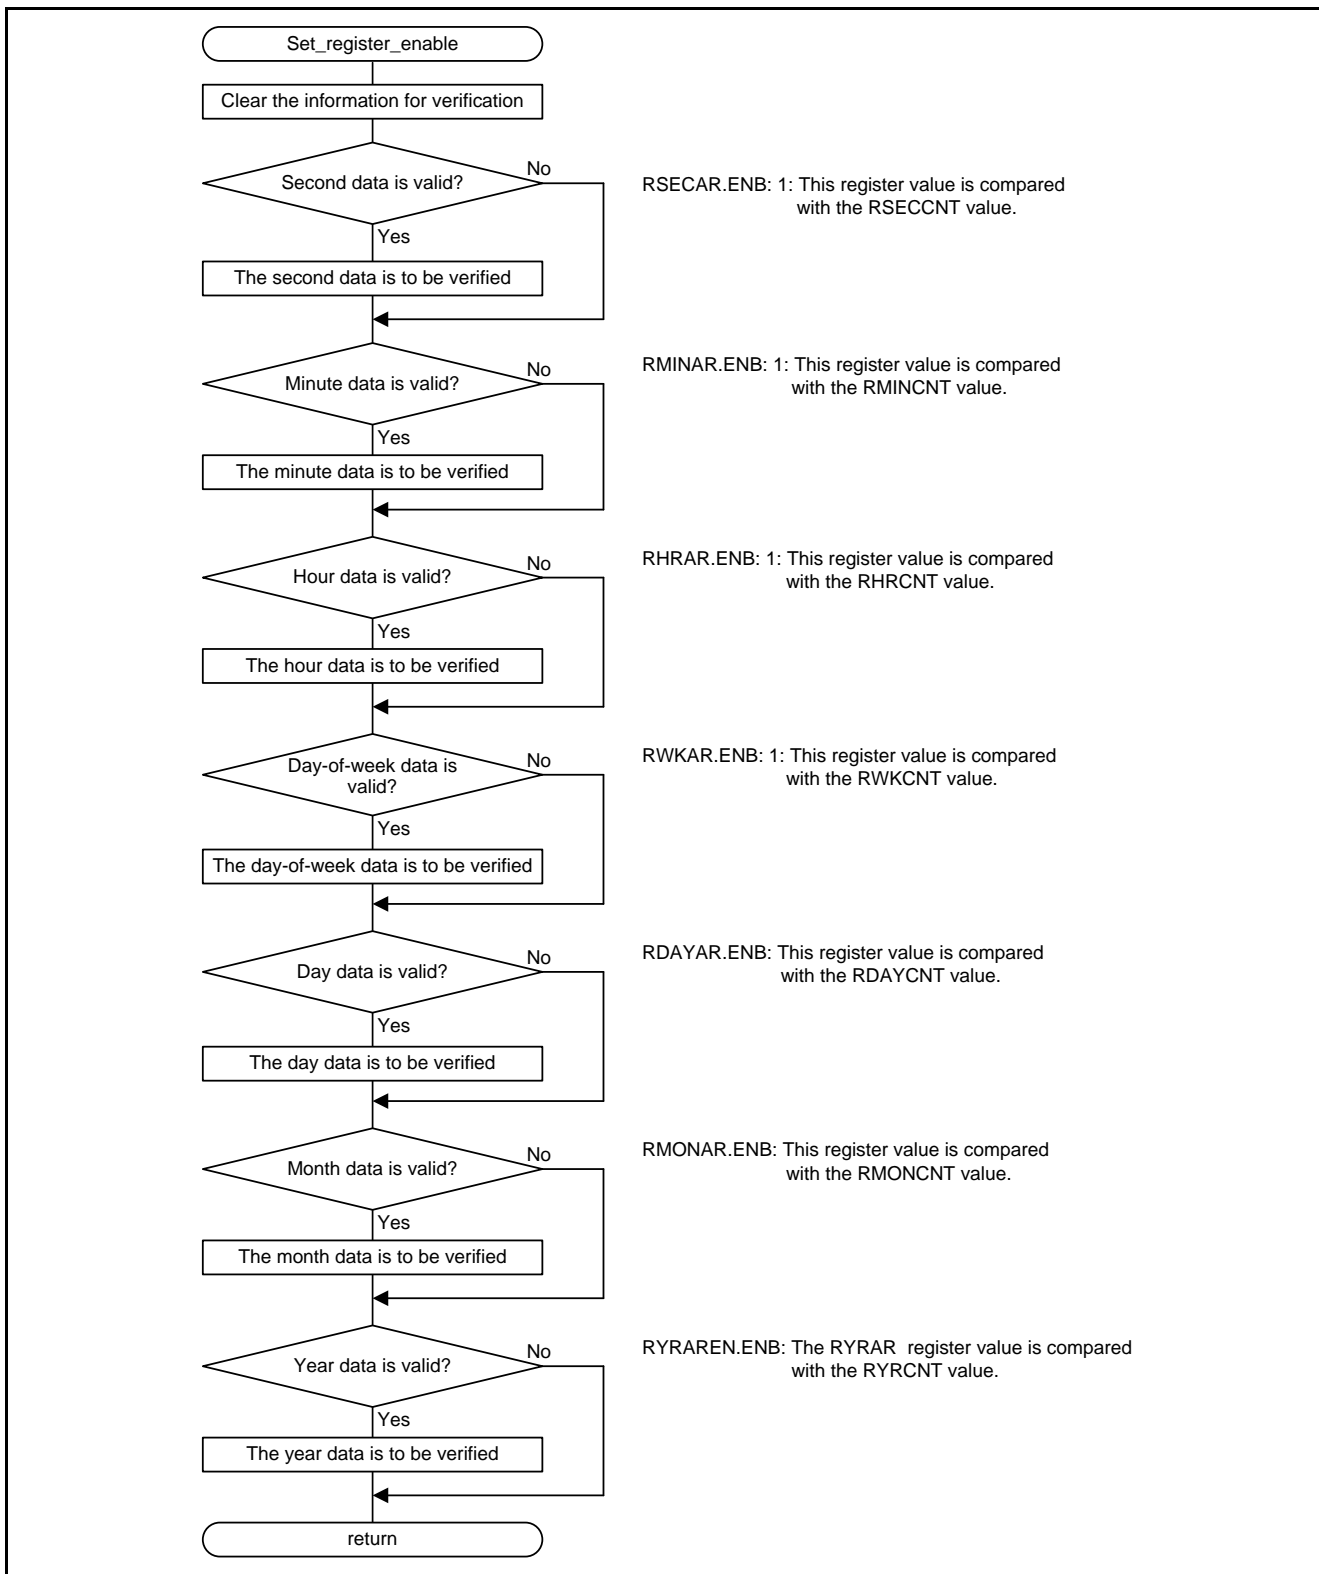 Set_register_enable
Clear the information for verification
Second data is valid?
No
RSECAR.ENB: 1: This register value is compared
with the RSECCNT value.
Yes
The second data is to be verified
Minute data is valid?
No
RMINAR.ENB: 1: This register value is compared
with the RMINCNT value.
Yes
The minute data is to be verified
Hour data is valid?
No
RHRAR.ENB: 1: This register value is compared
with the RHRCNT value.
Yes
The hour data is to be verified
Day-of-week data is
valid?
No
RWKAR.ENB: 1: This register value is compared
with the RWKCNT value.
Yes
The day-of-week data is to be verified
Day data is valid?
No
RDAYAR.ENB: This register value is compared
with the RDAYCNT value.
Yes
The day data is to be verified
Month data is valid?
No
RMONAR.ENB: This register value is compared
with the RMONCNT value.
Yes
The month data is to be verified
Year data is valid?
No
RYRAREN.ENB: The RYRAR  register value is compared
with the RYRCNT value.
Yes
The year data is to be verified
return